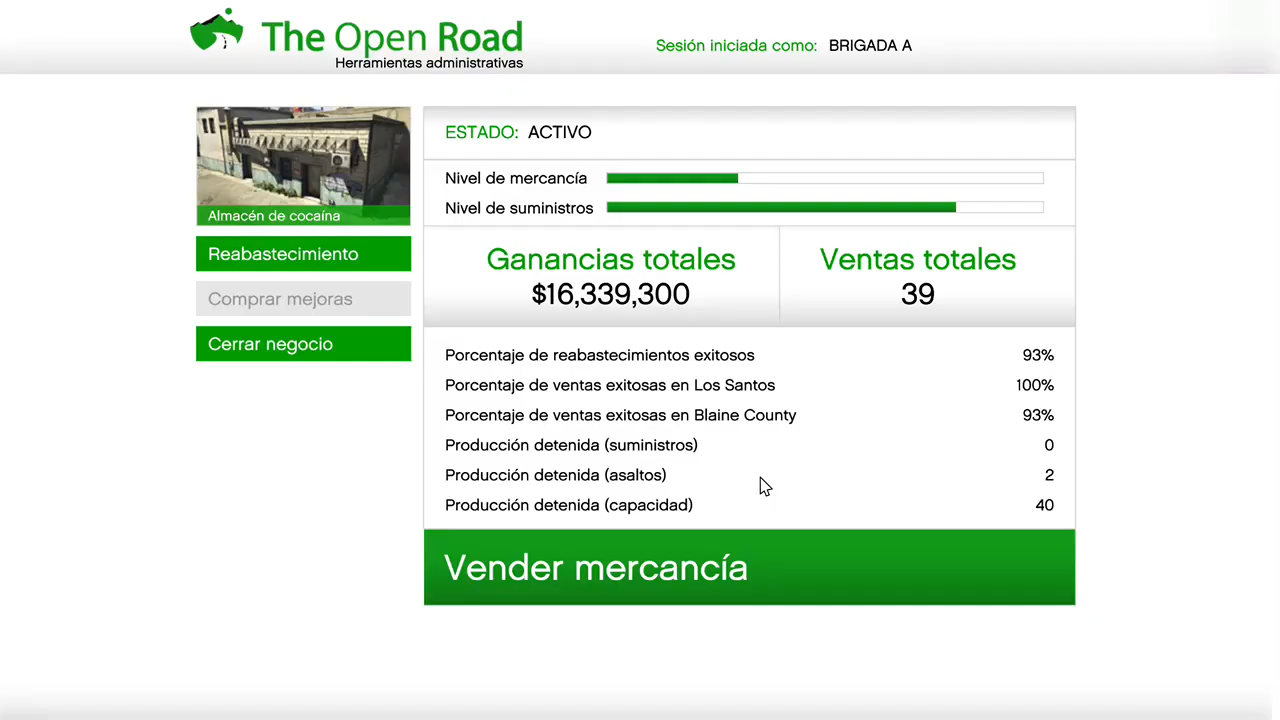 The Open Road
Herramientas administrativas
Sesión iniciada como: BRIGADA A
Almacén de cocaína
Reabastecimiento
Comprar mejoras
Cerrar negocio
ESTADO: ACTIVO
Nivel de mercancía
Nivel de suministros
Ganancias totales
$16,339,300
Ventas totales
39
Porcentaje de reabastecimientos exitosos 93%
Porcentaje de ventas exitosas en Los Santos 100%
Porcentaje de ventas exitosas en Blaine County 93%
Producción detenida (suministros) 0
Producción detenida (asaltos) 2
Producción detenida (capacidad) 40
Vender mercancía